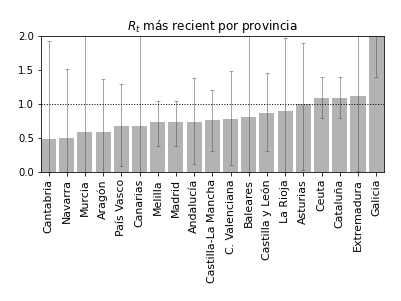 R_t más recient por provincia
2.0
1.5
1.0
0.5
0.0
Cantabria
Navarra
Murcia
Aragón
País Vasco
Canarias
Melilla
Madrid
Andalucía
Castilla-La Mancha
C. Valenciana
Baleares
Castilla y León
La Rioja
Asturias
Ceuta
Cataluña
Extremadura
Galicia